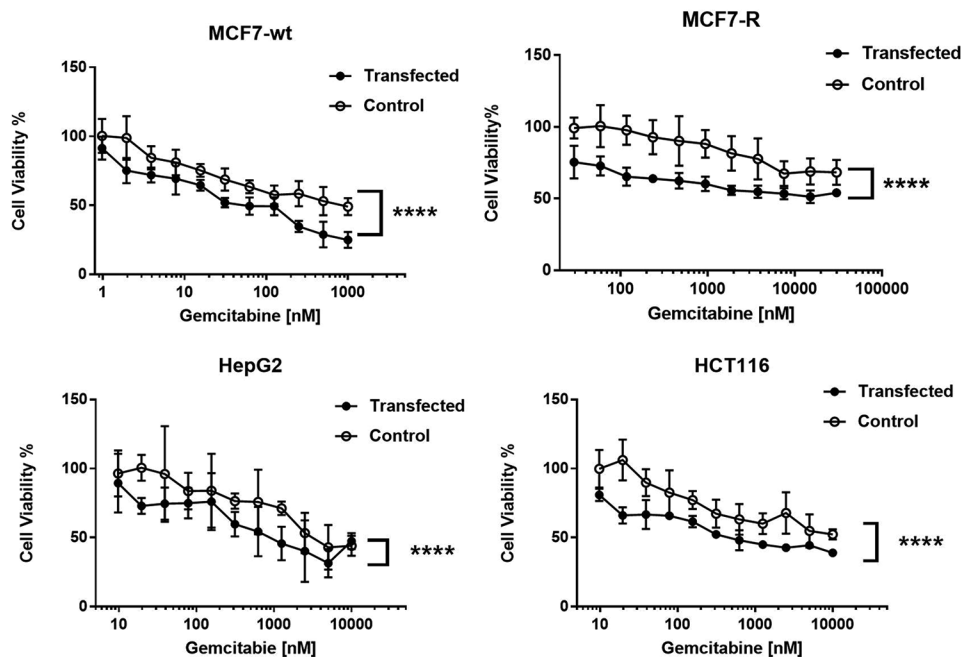 MCF7-wt
150
100
50
0
Cell Viability %
Transfected
Control
****
1
10
100
1000
Gemcitabine [nM]
MCF7-R
150
100
50
0
Cell Viability%
Transfected
Control
****
100
1000
10000
100000
Gemcitabine [nM]
HepG2
150
100
50
0
Cell Viability %
Transfected
Control
****
10
100
1000
10000
Gemcitabe [nM]
HCT116
150
100
50
0
Cell Viability %
Transfected
Control
****
10
100
1000
10000
Gemcitabine [nM]